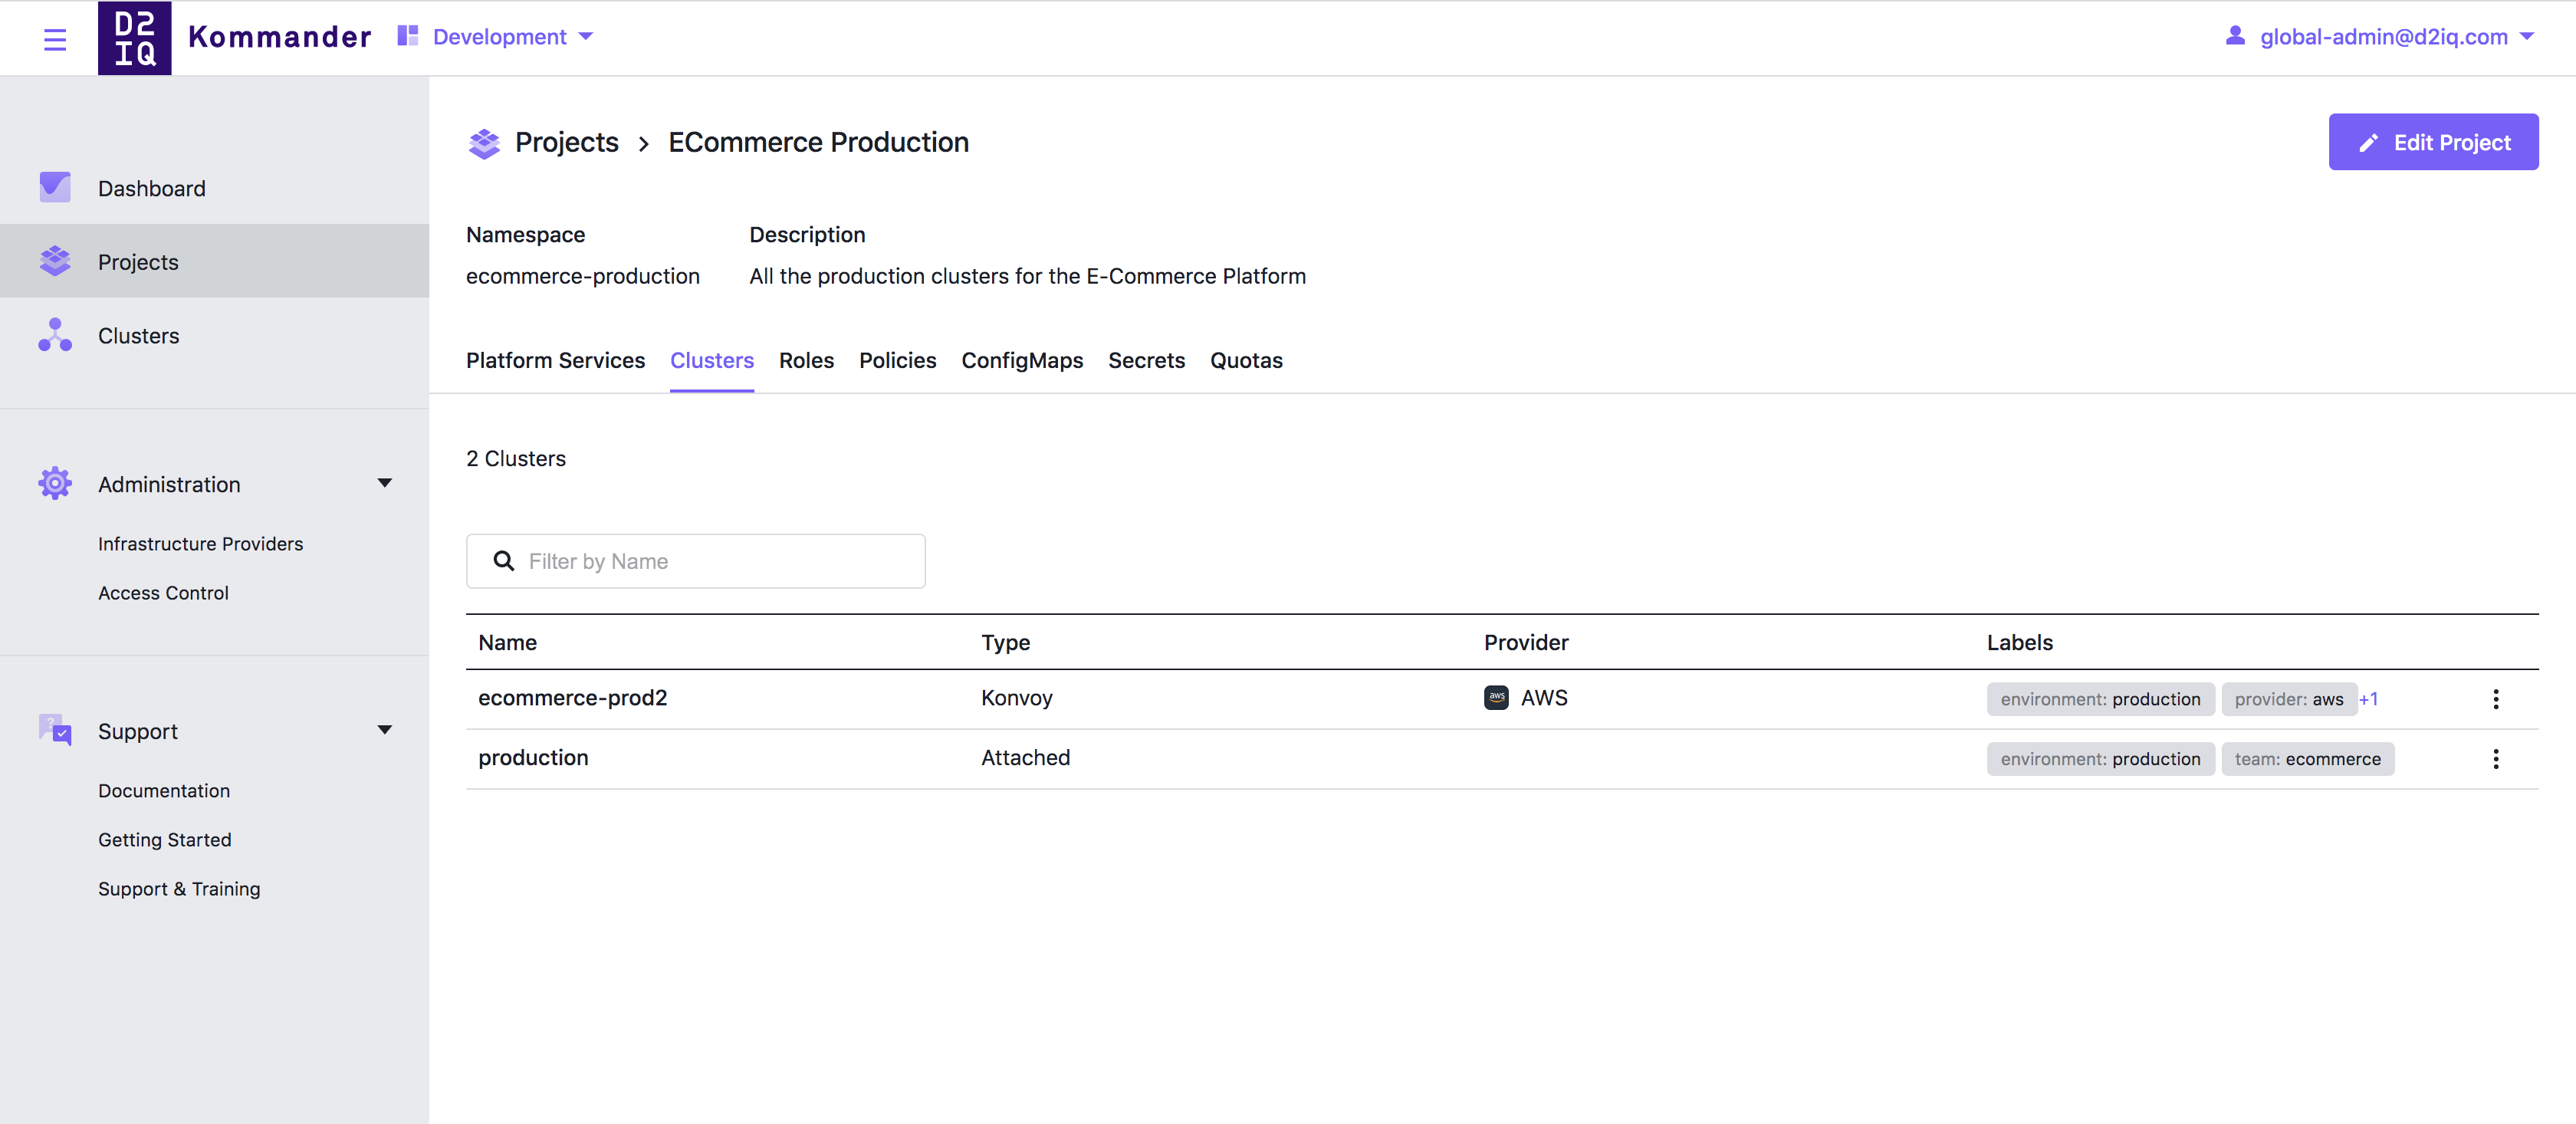 D2
IQ
Kommander
Development
global-admin@d2iq.com
Dashboard
Projects
Clusters
Administration
Infrastructure Providers
Access Control
Support
Documentation
Getting Started
Support & Training
Projects > ECommerce Production
Edit Project
Namespace Description
ecommerce-production All the production clusters for the E-Commerce Platform
Platform Services Clusters Roles Policies ConfigMaps Secrets Quotas
2 Clusters
Filter by Name
Name Type Provider Labels
ecommerce-prod2 Konvoy aws AWS environment: production provider: aws +1
production Attached environment: production team: ecommerce